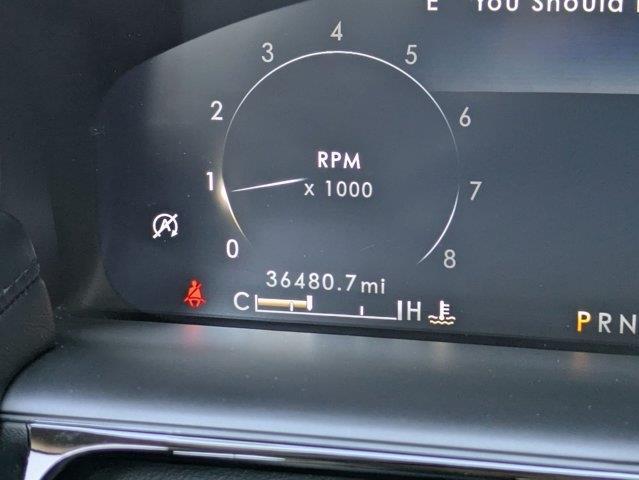 E You Should
4
3 5
2 6
RPM
1 x 1000 7
0 8
36480.7mi
C H
PRN